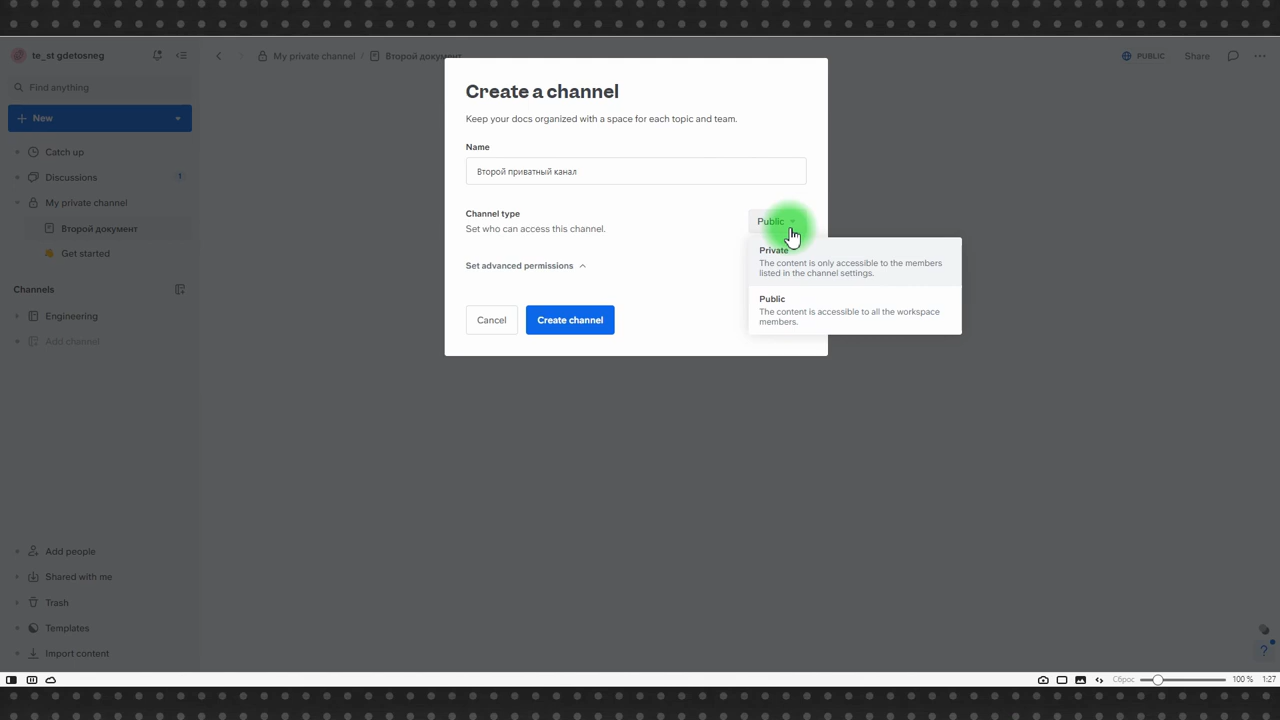 te_st gdetosneg
My private channel / Второй документ
PUBLIC
Share
Find anything
New
Catch up
Discussions 1
My private channel
Второй документ
Get started
Channels
Engineering
Add channel
Add people
Shared with me
Trash
Templates
Import content
Create a channel
Keep your docs organized with a space for each topic and team.
Name
Второй приватный канал
Channel type
Set who can access this channel.
Public
Private
The content is only accessible to the members
listed in the channel settings.
Public
The content is accessible to all the workspace
members.
Set advanced permissions
Cancel
Create channel
?
Сброс
100 %
1:27